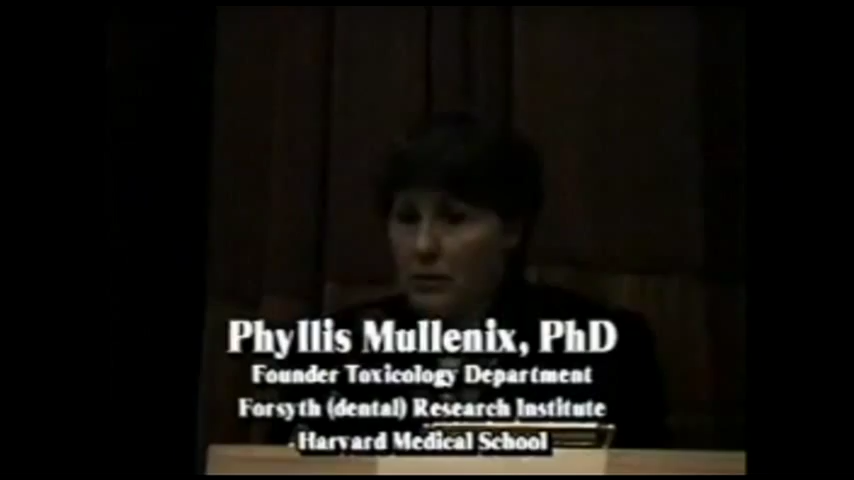 Phyllis Mullenix, PhD
Founder Toxicology Department
Forsyth (dental) Research Institute
Harvard Medical School